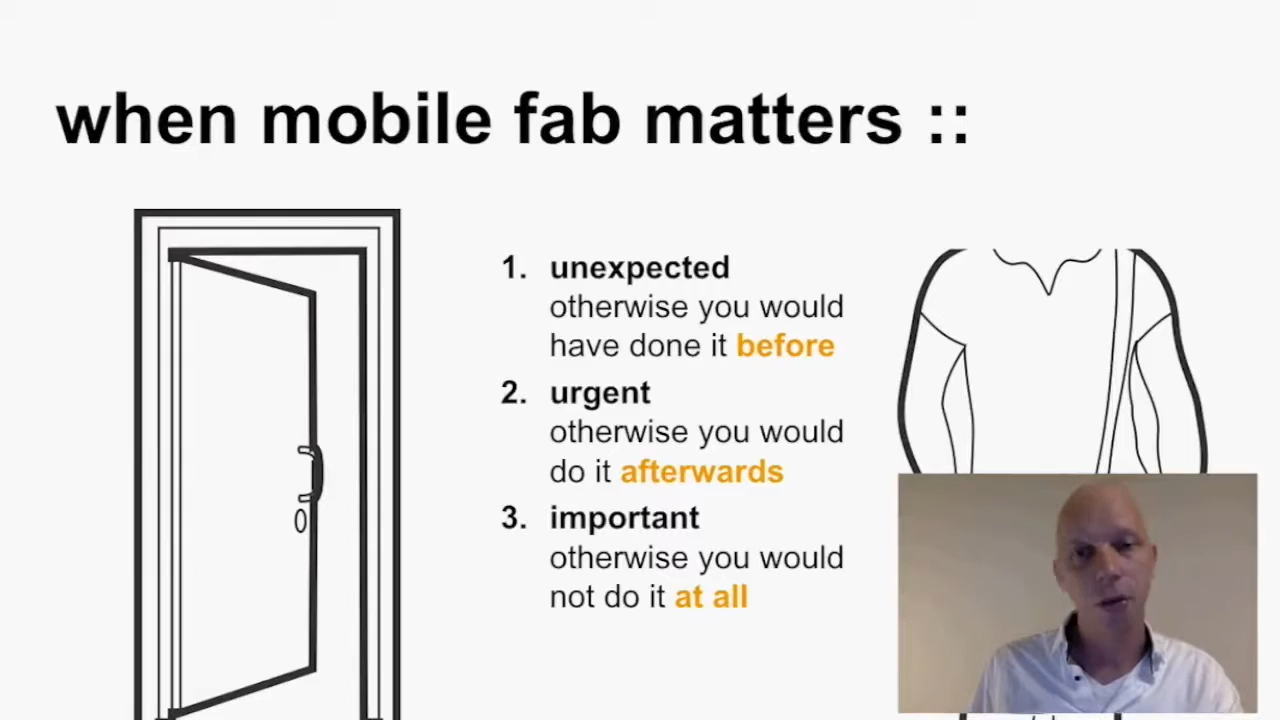 when mobile fab matters ::
1. unexpected
otherwise you would
have done it before
2. urgent
otherwise you would
do it afterwards
3. important
otherwise you would
not do it at all